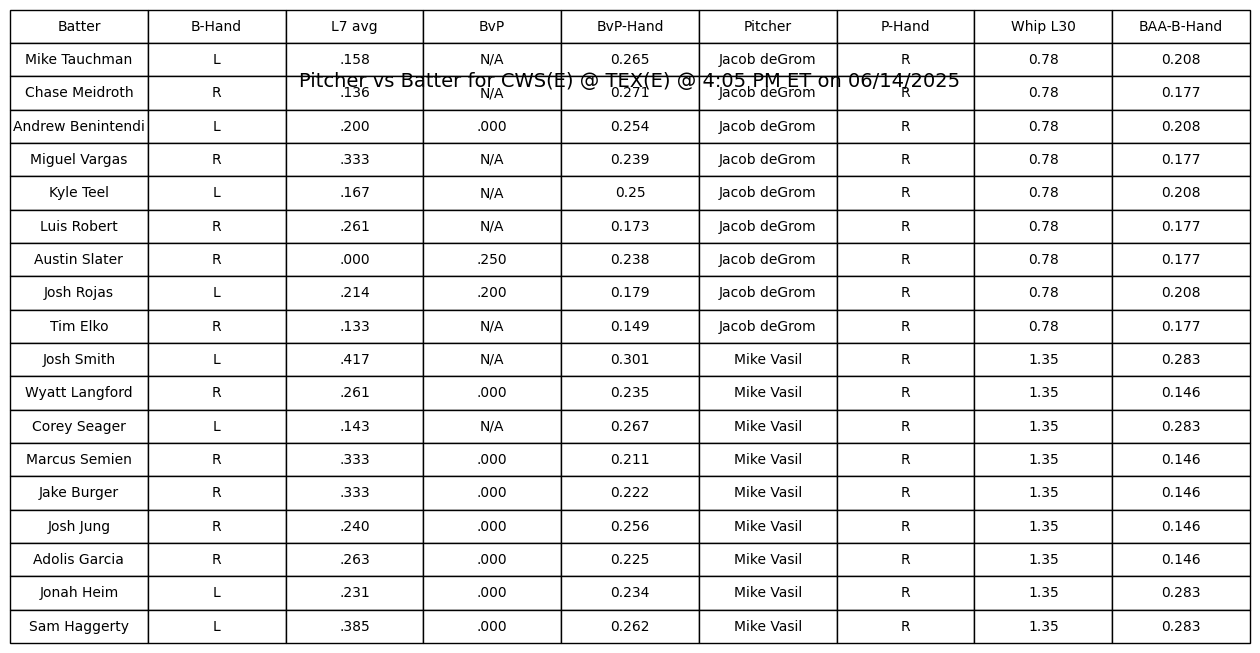 Batter B-Hand L7 avg BvP BvP-Hand Pitcher P-Hand Whip L30 BAA-B-Hand
Mike Tauchman L .158 N/A 0.265 Jacob deGrom R 0.78 0.208
Pitcher vs Batter for CWS(E) @ TEX(E) @ 4:05 PM ET on 06/14/2025
Chase Meidroth R .136 N/A 0.271 Jacob deGrom R 0.78 0.177
Andrew Benintendi L .200 .000 0.254 Jacob deGrom R 0.78 0.208
Miguel Vargas R .333 N/A 0.239 Jacob deGrom R 0.78 0.177
Kyle Teel L .167 N/A 0.25 Jacob deGrom R 0.78 0.208
Luis Robert R .261 N/A 0.173 Jacob deGrom R 0.78 0.177
Austin Slater R .000 .250 0.238 Jacob deGrom R 0.78 0.177
Josh Rojas L .214 .200 0.179 Jacob deGrom R 0.78 0.208
Tim Elko R .133 N/A 0.149 Jacob deGrom R 0.78 0.177
Josh Smith L .417 N/A 0.301 Mike Vasil R 1.35 0.283
Wyatt Langford R .261 .000 0.235 Mike Vasil R 1.35 0.146
Corey Seager L .143 N/A 0.267 Mike Vasil R 1.35 0.283
Marcus Semien R .333 .000 0.211 Mike Vasil R 1.35 0.146
Jake Burger R .333 .000 0.222 Mike Vasil R 1.35 0.146
Josh Jung R .240 .000 0.256 Mike Vasil R 1.35 0.146
Adolis Garcia R .263 .000 0.225 Mike Vasil R 1.35 0.146
Jonah Heim L .231 .000 0.234 Mike Vasil R 1.35 0.283
Sam Haggerty L .385 .000 0.262 Mike Vasil R 1.35 0.283